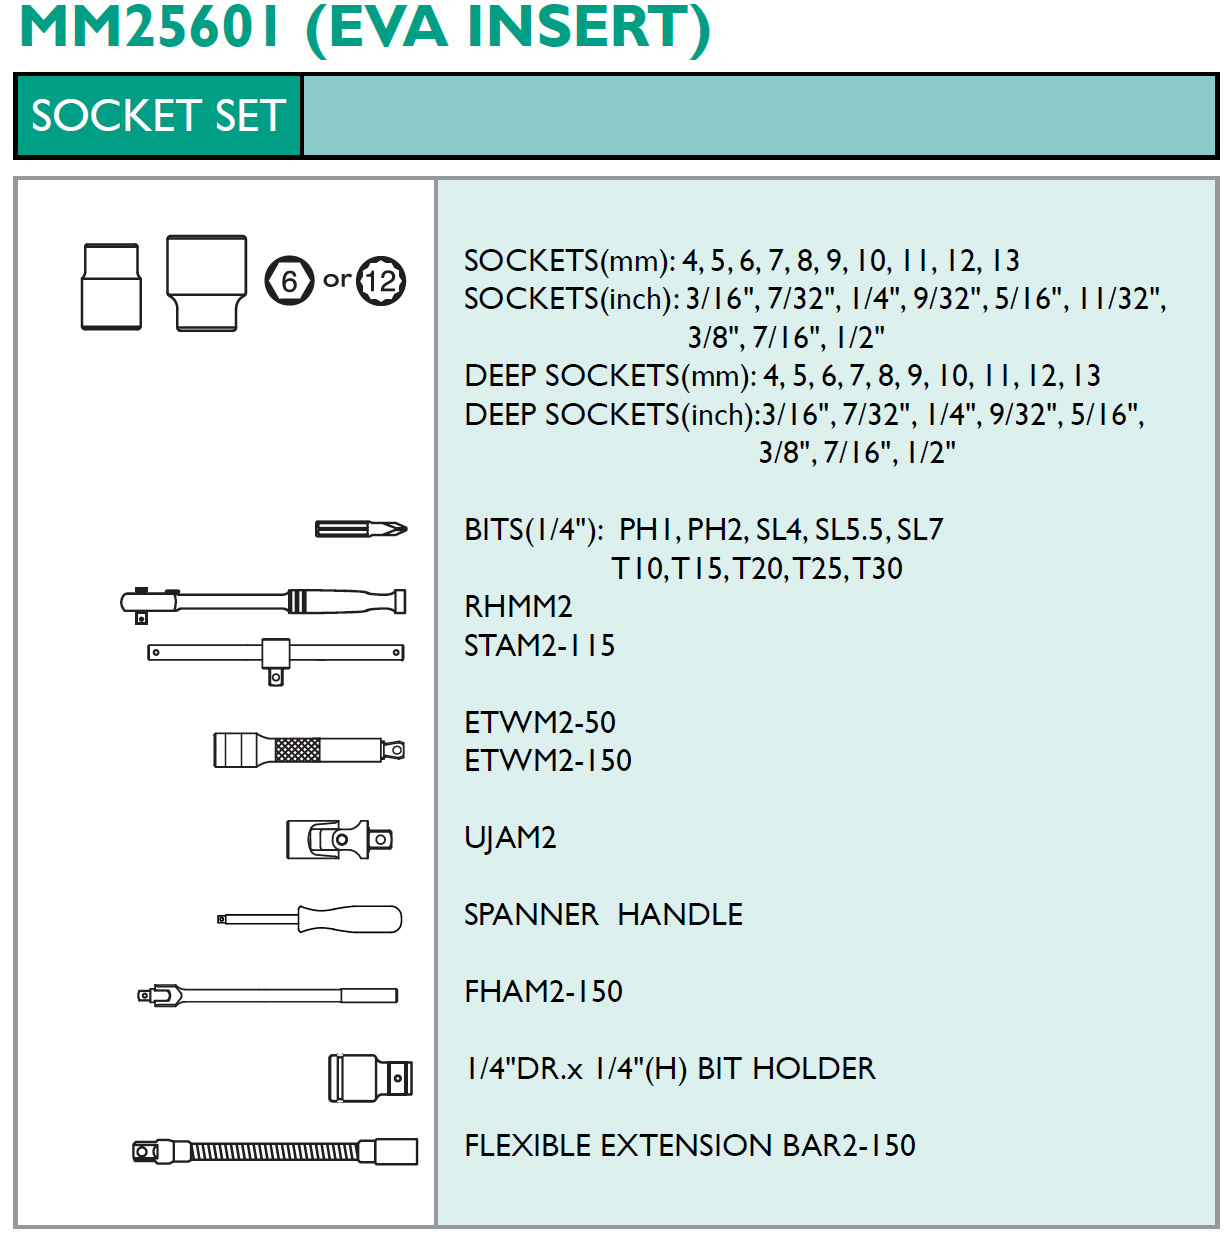 MM25601 (EVA INSERT)
SOCKET SET
6 or 12
SOCKETS(mm): 4, 5, 6, 7, 8, 9, 10, 11, 12, 13
SOCKETS(inch): 3/16", 7/32", 1/4", 9/32", 5/16", 11/32",
3/8", 7/16", 1/2"
DEEP SOCKETS(mm): 4, 5, 6, 7, 8, 9, 10, 11, 12, 13
DEEP SOCKETS(inch):3/16", 7/32", 1/4", 9/32", 5/16",
3/8", 7/16", 1/2"
BITS(1/4"): PH1, PH2, SL4, SL5.5, SL7
T10, T15, T20, T25, T30
RHMM2
STAM2-115
ETWM2-50
ETWM2-150
UJAM2
SPANNER HANDLE
FHAM2-150
1/4"DR.x 1/4"(H) BIT HOLDER
FLEXIBLE EXTENSION BAR2-150